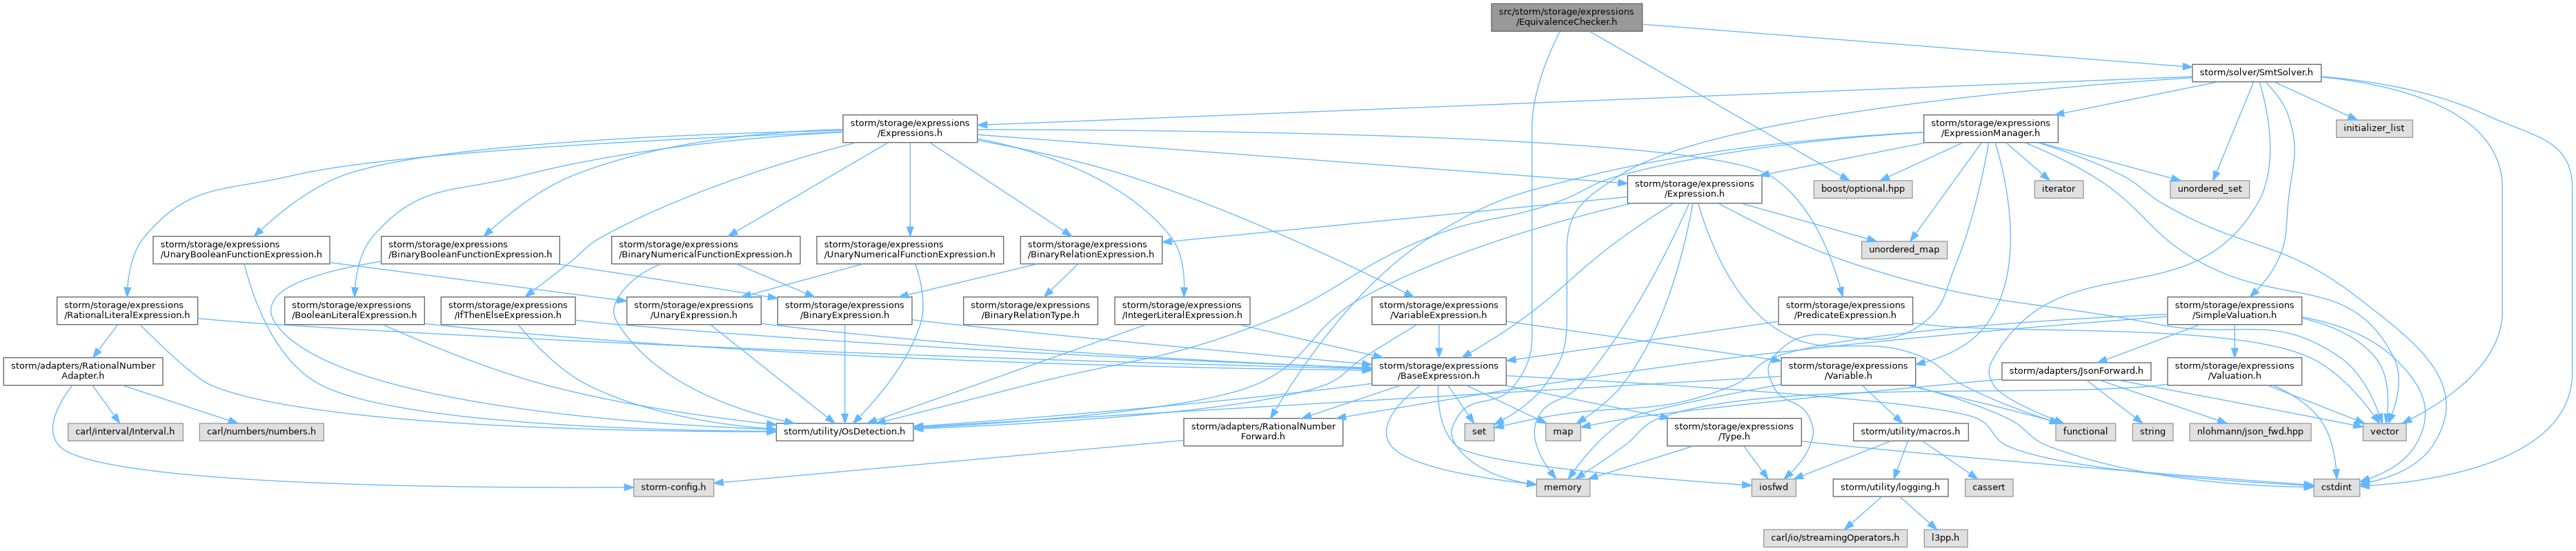 src/storm/storage/expressions
/EquivalenceChecker.h
storm/solver/SmtSolver.h
storm/storage/expressions
/Expressions.h
storm/storage/expressions
/ExpressionManager.h
initializer_list
storm/storage/expressions
/Expression.h
boost/optional.hpp
iterator
unordered_set
storm/storage/expressions
/UnaryBooleanFunctionExpression.h
storm/storage/expressions
/BinaryBooleanFunctionExpression.h
storm/storage/expressions
/BinaryNumericalFunctionExpression.h
storm/storage/expressions
/UnaryNumericalFunctionExpression.h
storm/storage/expressions
/BinaryRelationExpression.h
unordered_map
storm/storage/expressions
/RationalLiteralExpression.h
storm/storage/expressions
/BooleanLiteralExpression.h
storm/storage/expressions
/IfThenElseExpression.h
storm/storage/expressions
/UnaryExpression.h
storm/storage/expressions
/BinaryExpression.h
storm/storage/expressions
/BinaryRelationType.h
storm/storage/expressions
/IntegerLiteralExpression.h
storm/storage/expressions
/VariableExpression.h
storm/storage/expressions
/PredicateExpression.h
storm/storage/expressions
/SimpleValuation.h
storm/adapters/RationalNumber
Adapter.h
storm/storage/expressions
/BaseExpression.h
storm/storage/expressions
/Variable.h
storm/adapters/JsonForward.h
storm/storage/expressions
/Valuation.h
carl/interval/Interval.h
carl/numbers/numbers.h
storm/utility/OsDetection.h
storm/adapters/RationalNumber
Forward.h
set
map
storm/storage/expressions
/Type.h
storm/utility/macros.h
functional
string
nlohmann/json_fwd.hpp
vector
storm-config.h
memory
iosfwd
storm/utility/logging.h
cassert
cstdint
carl/io/streamingOperators.h
l3pp.h